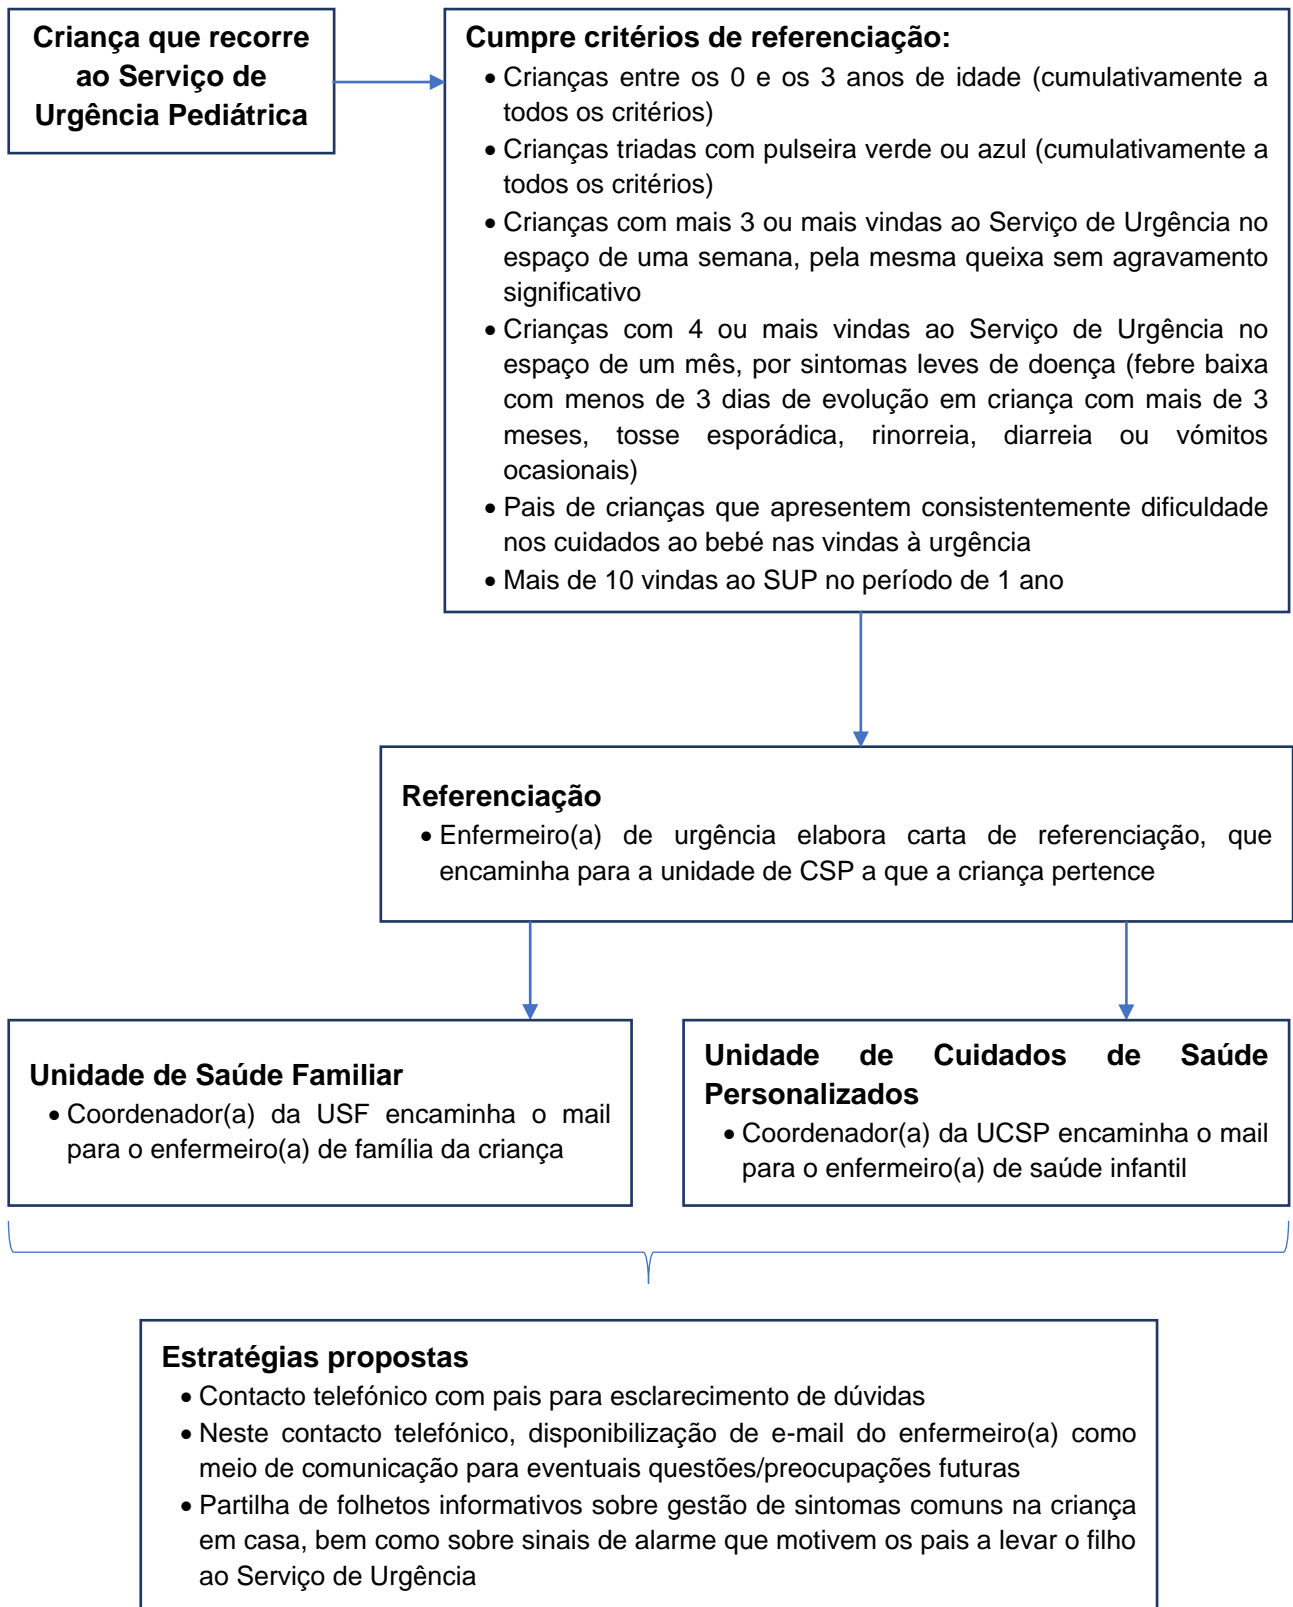 Criança que recorre
ao Serviço de
Urgência Pediátrica
Cumpre critérios de referenciação:
• Crianças entre os 0 e os 3 anos de idade (cumulativamente a
todos os critérios)
• Crianças triadas com pulseira verde ou azul (cumulativamente a
todos os critérios)
• Crianças com mais 3 ou mais vindas ao Serviço de Urgência no
espaço de uma semana, pela mesma queixa sem agravamento
significativo
• Crianças com 4 ou mais vindas ao Serviço de Urgência no
espaço de um mês, por sintomas leves de doença (febre baixa
com menos de 3 dias de evolução em criança com mais de 3
meses, tosse esporádica, rinorreia, diarreia ou vómitos
ocasionais)
• Pais de crianças que apresentem consistentemente dificuldade
nos cuidados ao bebé nas vindas à urgência
• Mais de 10 vindas ao SUP no período de 1 ano
Referenciação
• Enfermeiro(a) de urgência elabora carta de referenciação, que
encaminha para a unidade de CSP a que a criança pertence
Unidade de Saúde Familiar
• Coordenador(a) da USF encaminha o mail
para o enfermeiro(a) de família da criança
Unidade de Cuidados de Saúde
Personalizados
• Coordenador(a) da UCSP encaminha o mail
para o enfermeiro(a) de saúde infantil
Estratégias propostas
• Contacto telefónico com pais para esclarecimento de dúvidas
• Neste contacto telefónico, disponibilização de e-mail do enfermeiro(a) como
meio de comunicação para eventuais questões/preocupações futuras
• Partilha de folhetos informativos sobre gestão de sintomas comuns na criança
em casa, bem como sobre sinais de alarme que motivem os pais a levar o filho
ao Serviço de Urgência